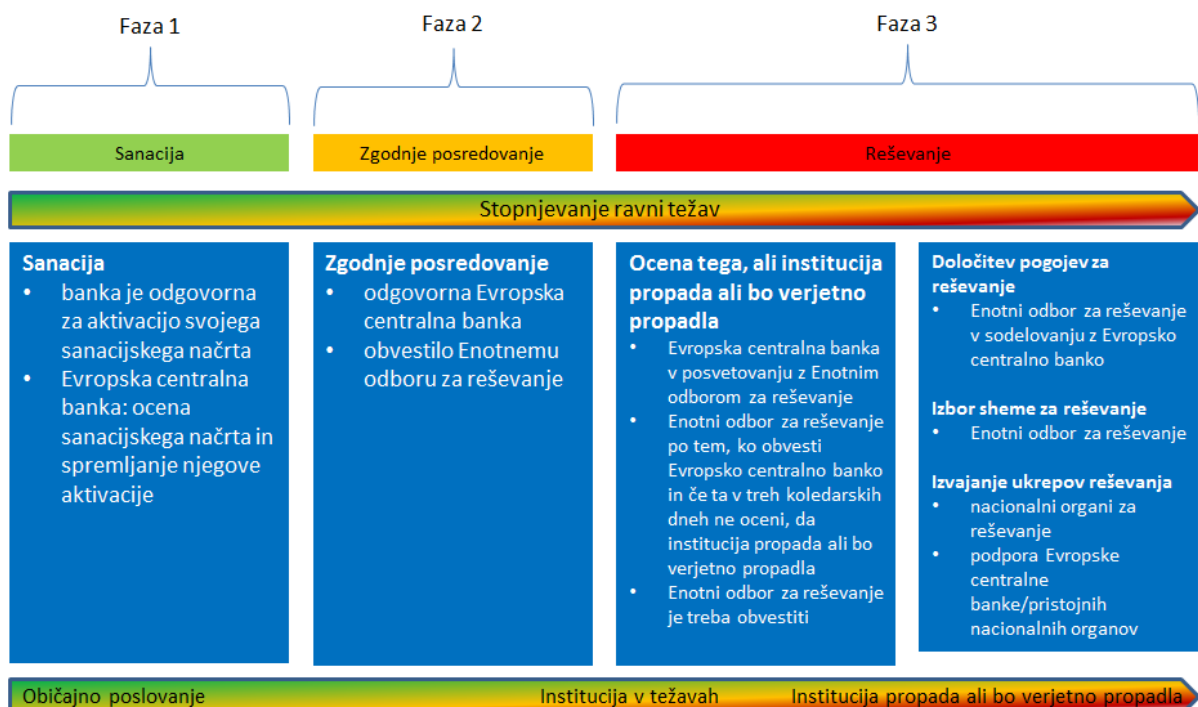 Faza 1
Faza 2
Faza 3
Sanacija
Zgodnje posredovanje
Reševanje
Stopnjevanje ravni težav
Sanacija
• banka je odgovorna
za aktivacijo svojega
sanacijskega načrta
• Evropska centralna
banka: ocena
sanacijskega načrta in
spremljanje njegove
aktivacije
Zgodnje posredovanje
• odgovorna Evropska
centralna banka
• obvestilo Enotnemu
odboru za reševanje
Ocena tega, ali institucija
propada ali bo verjetno
propadla
• Evropska centralna banka
v posvetovanju z Enotnim
odborom za reševanje
• Enotni odbor za reševanje
po tem, ko obvesti
Evropsko centralno banko
in če ta v treh koledarskih
dneh ne oceni, da
institucija propada ali bo
verjetno propadla
• Enotni odbor za reševanje
je treba obvestiti
Določitev pogojev za
reševanje
• Enotni odbor za reševanje
v sodelovanju z Evropsko
centralno banko
Izbor sheme za reševanje
• Enotni odbor za reševanje
Izvajanje ukrepov reševanja
• nacionalni organi za
reševanje
• podpora Evropske
centralne
banke/pristojnih
nacionalnih organov
Običajno poslovanje
Institucija v težavah
Institucija propada ali bo verjetno propadla